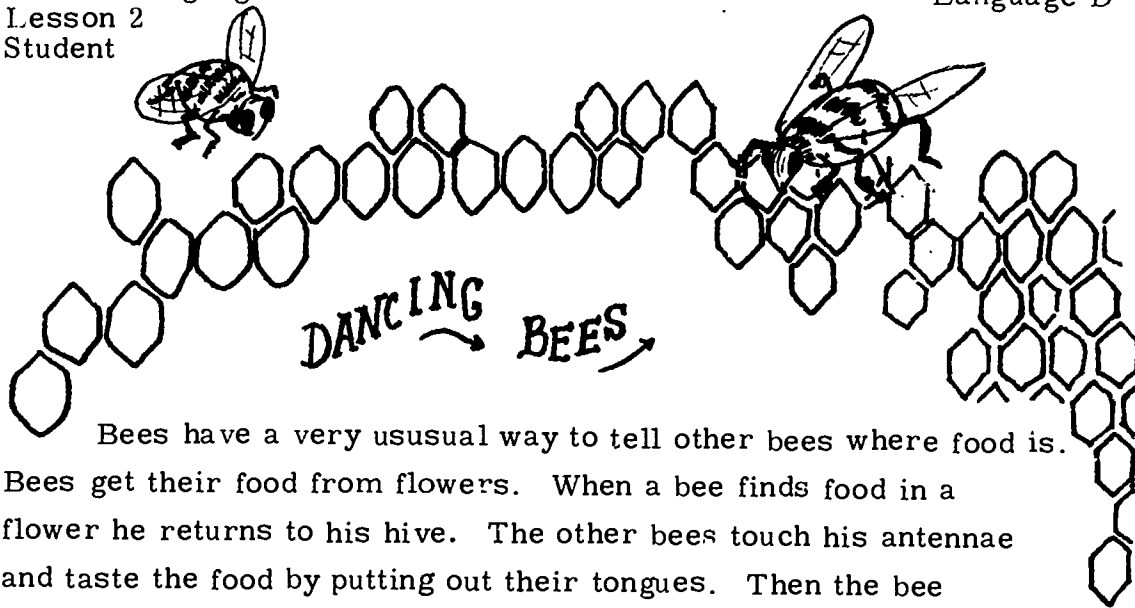 Lesson 2
Student
DANCING BEES
Bees have a very ususual way to tell other bees where food is.
Bees get their food from flowers. When a bee finds food in a
flower he returns to his hive. The other bees touch his antennae
and taste the food by putting out their tongues. Then the bee